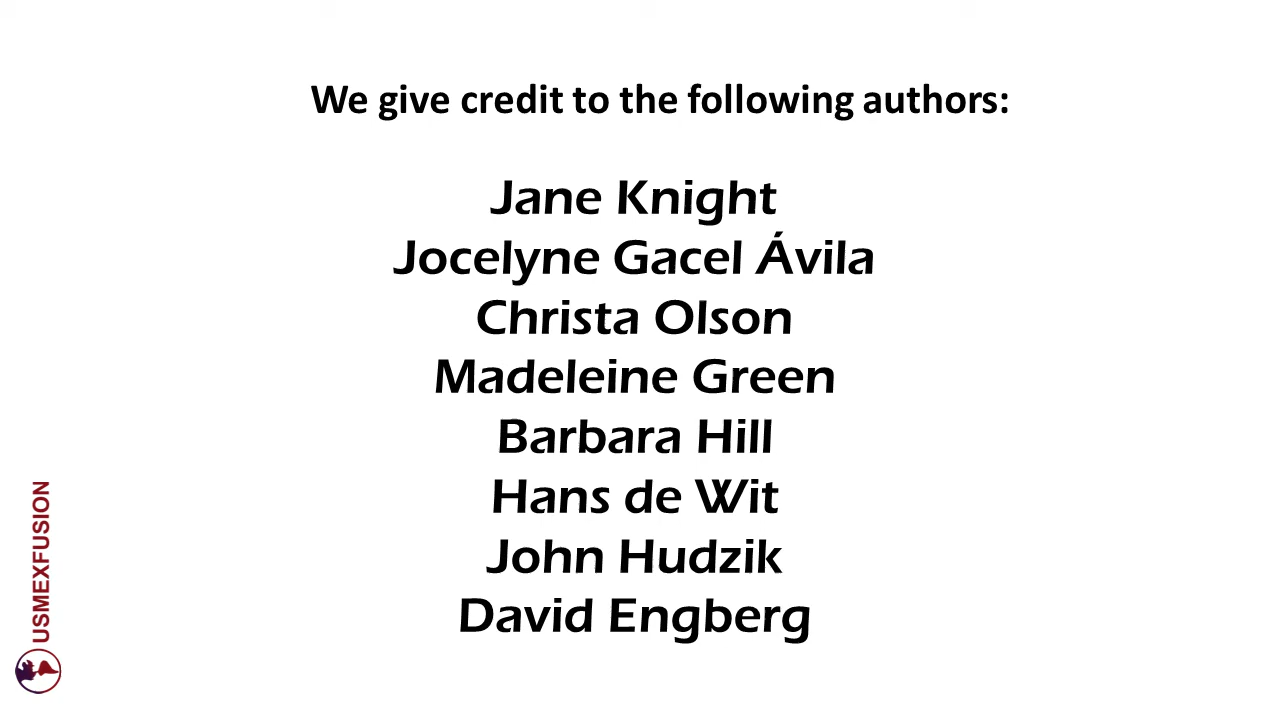 We give credit to the following authors:
Jane Knight
Jocelyne Gacel Ávila
Christa Olson
Madeleine Green
Barbara Hill
Hans de Wit
John Hudzik
David Engberg
USMEXFUSION